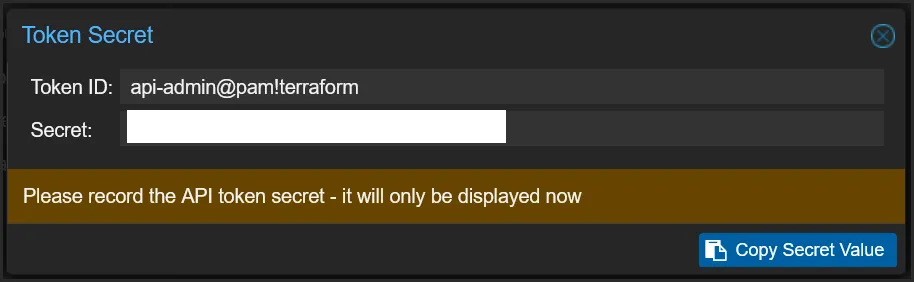 Token Secret
Token ID: api-admin@pam!terraform
Secret:
Please record the API token secret - it will only be displayed now
Copy Secret Value